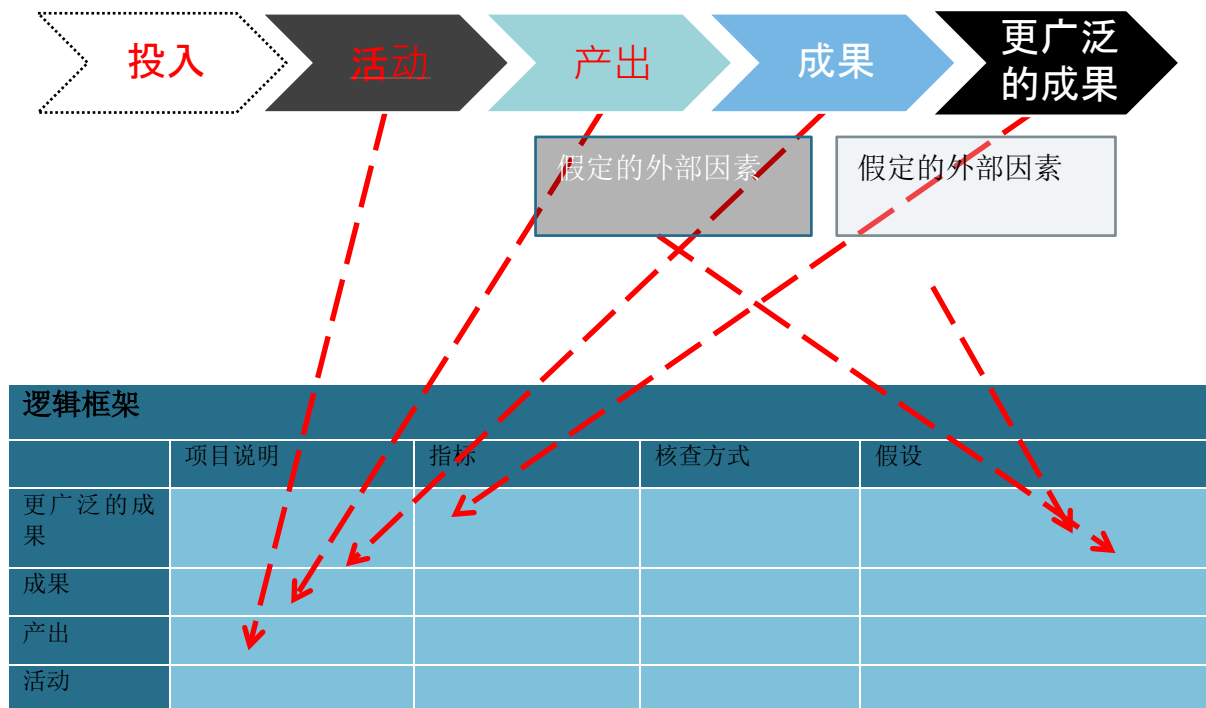 投入
活动
产出
成果
更广泛
的成果
假定的外部因素
假定的外部因素
逻辑框架
项目说明
指标
核查方式
假设
更广泛的成
果
成果
产出
活动